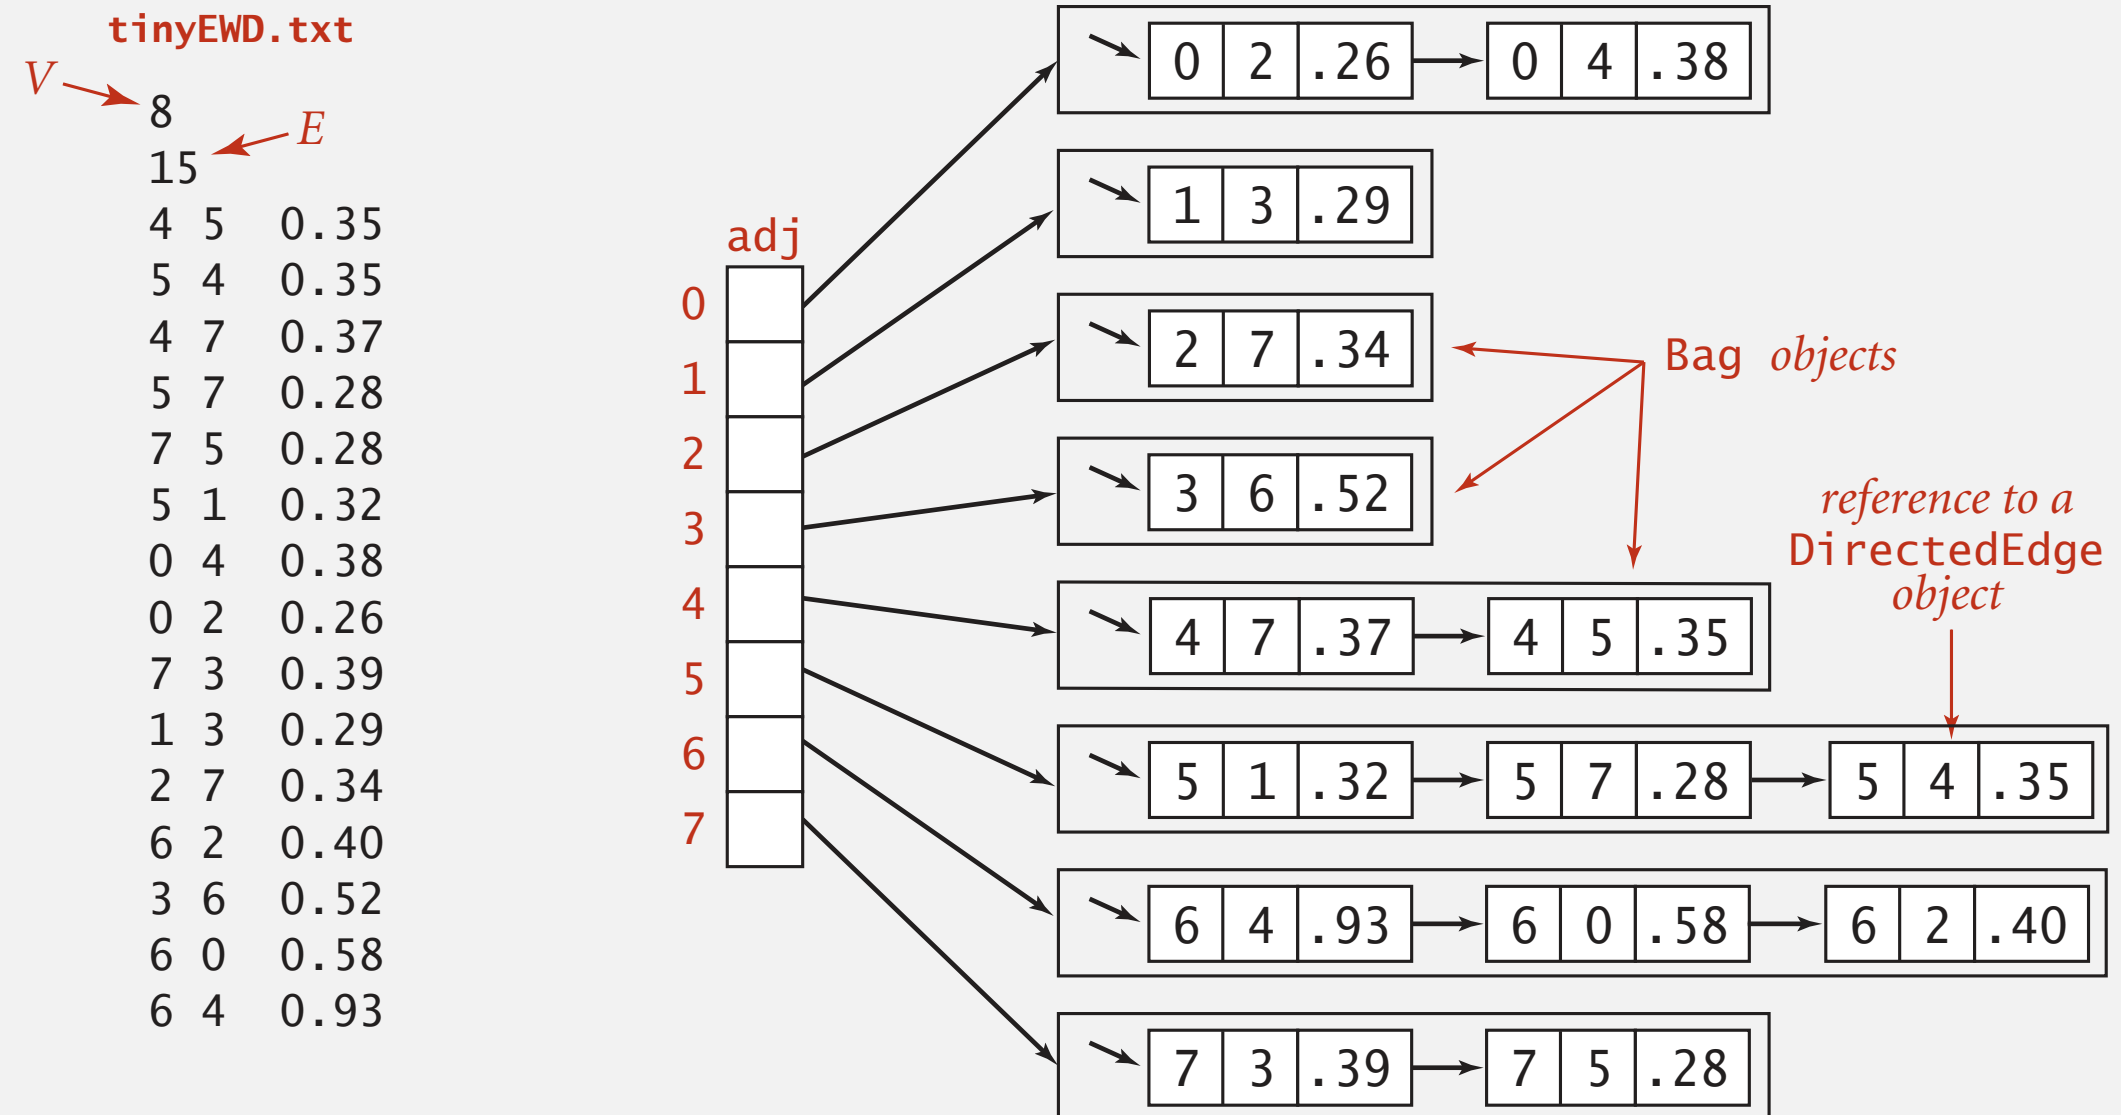 tinyEWD.txt
V
8
E
15
4 5 0.35
5 4 0.35
4 7 0.37
5 7 0.28
7 5 0.28
5 1 0.32
0 4 0.38
0 2 0.26
7 3 0.39
1 3 0.29
2 7 0.34
6 2 0.40
3 6 0.52
6 0 0.58
6 4 0.93
adj
0
1
2
3
4
5
6
7
0 2 .26 0 4 .38
1 3 .29
2 7 .34
3 6 .52
4 7 .37 4 5 .35
5 1 .32 5 7 .28 5 4 .35
6 4 .93 6 0 .58 6 2 .40
7 3 .39 7 5 .28
Bag objects
reference to a
DirectedEdge
object